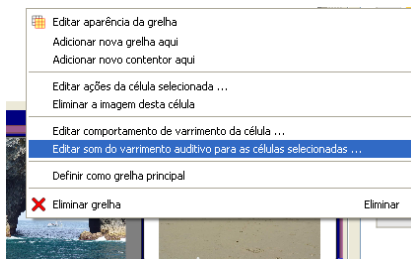 Editar aparência da grelha
Adicionar nova grelha aqui
Adicionar novo contentor aqui
Editar ações da célula selecionada ...
Eliminar a imagem desta célula
Editar comportamento de varrimento da célula ...
Editar som do varrimento auditivo para as células selecionadas ...
Definir como grelha principal
Eliminar grelha Eliminar